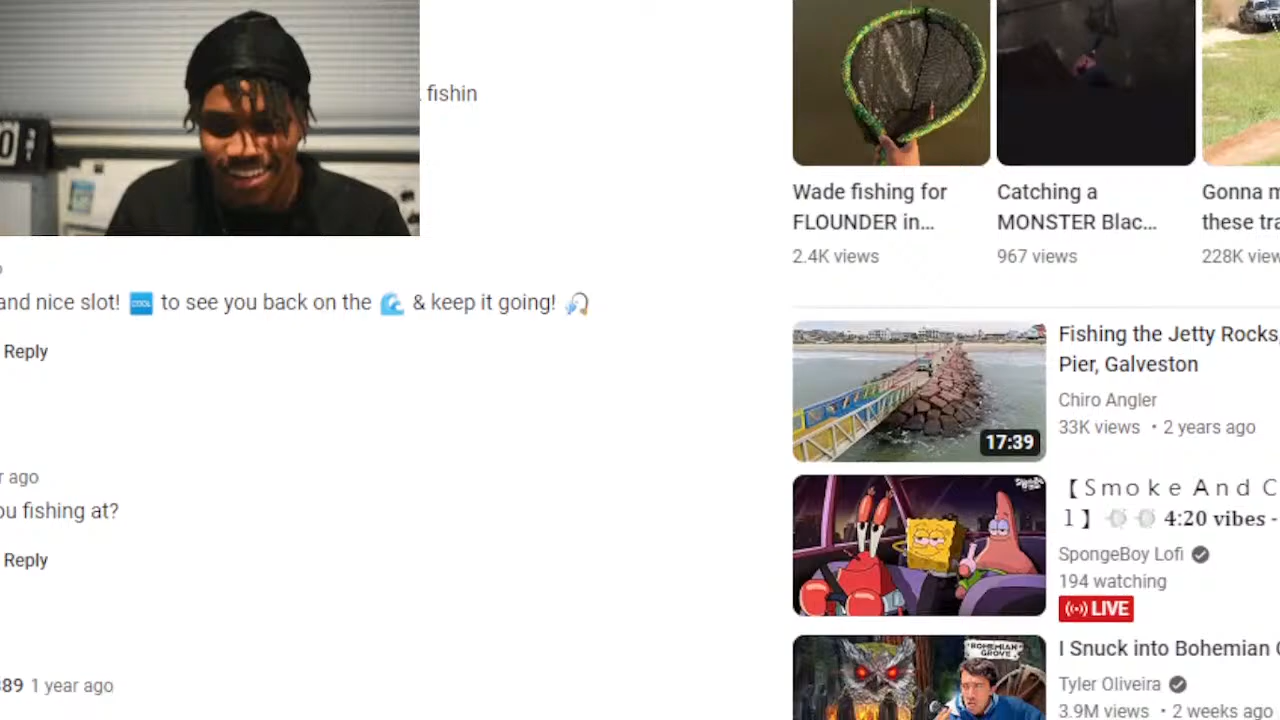 0
fishin
and nice slot! COOL to see you back on the & keep it going!
Reply
r ago
ou fishing at?
Reply
89 1 year ago
Wade fishing for
FLOUNDER in…
2.4K views
Catching a
MONSTER Blac…
967 views
Gonna m
these tra
228K view
17:39
Fishing the Jetty Rocks,
Pier, Galveston
Chiro Angler
33K views • 2 years ago
【Smoke And C
1】 4:20 vibes -
SpongeBoy Lofi
194 watching
LIVE
BOHEMIAN
GROVE
I Snuck into Bohemian G
Tyler Oliveira
3.9M views • 2 weeks ago